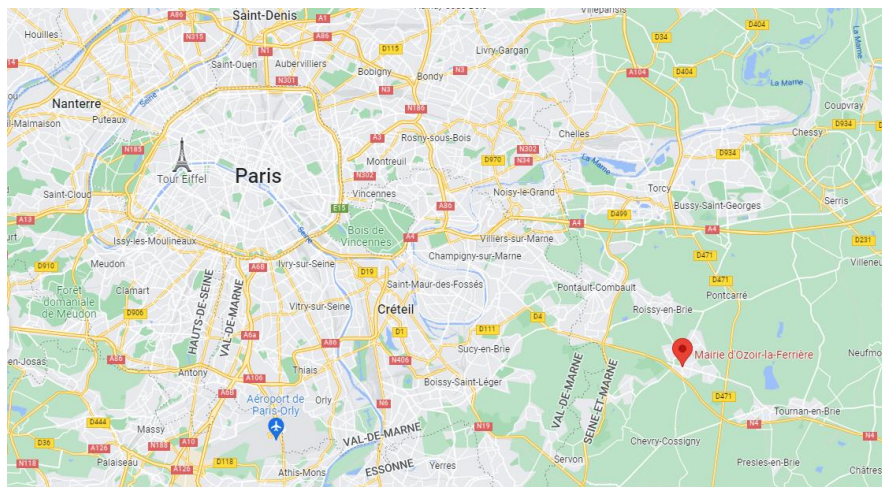 Saint-Denis
Villeparisis
A86
A1
D404
Houilles
N315
A86
D34
N1
D115
Livry-Gargan
Saint-Ouen
Aubervilliers
Bobigny
Bondy
N3
A104
D404
La Marne
N301
N3
Nanterre
Seine
Puteaux
N186
Coupvray
il-Malmaison
A3
Rosny-sous-Bois
Chelles
Chessy
D934
D934
N185
N302
N34
Paris
Montreuil
D970
La Marne
Tour Eiffel
N302
Torcy
Saint-Cloud
Vincennes
Noisy-le-Grand
Serris
A13
E15
A86
D499
Bussy-Saint-Georges
A4
A4
Seine
Bois de
Vincennes
A4
Villiers-sur-Marne
D231
Issy-les-Moulineaux
Champigny-sur-Marne
D471
Meudon
A6B
Ivry-sur-Seine
D910
D19
D471
Forêt
domaniale
de Meudon
Clamart
Saint-Maur-des-Fossés
Pontault-Combault
Pontcarré
HAUTS-DE-SEINE
VAL-DE-MARNE
Vitry-sur-Seine
Créteil
Roissy-en-Brie
D906
D4
A6a
D1
D111
A86
Sucy-en-Brie
Mairie d'Ozoir-la-Ferrière
Neufmo
en-Josas
A86
N406
Antony
A106
Thiais
Boissy-Saint-Léger
VAL-DE-MARNE
SEINE-ET-MARNE
A6B
Aéroport de
Paris-Orly
Orly
N6
D471
Tournan-en-Brie
D444
Massy
VAL-DE-MARNE
N19
N4
N4
D36
A10
N188
Chevry-Cossigny
A126
Palaiseau
N118
D118
A126
Athis-Mons
ESSONNE
Yerres
Servon
Presles-en-Brie
Châtres